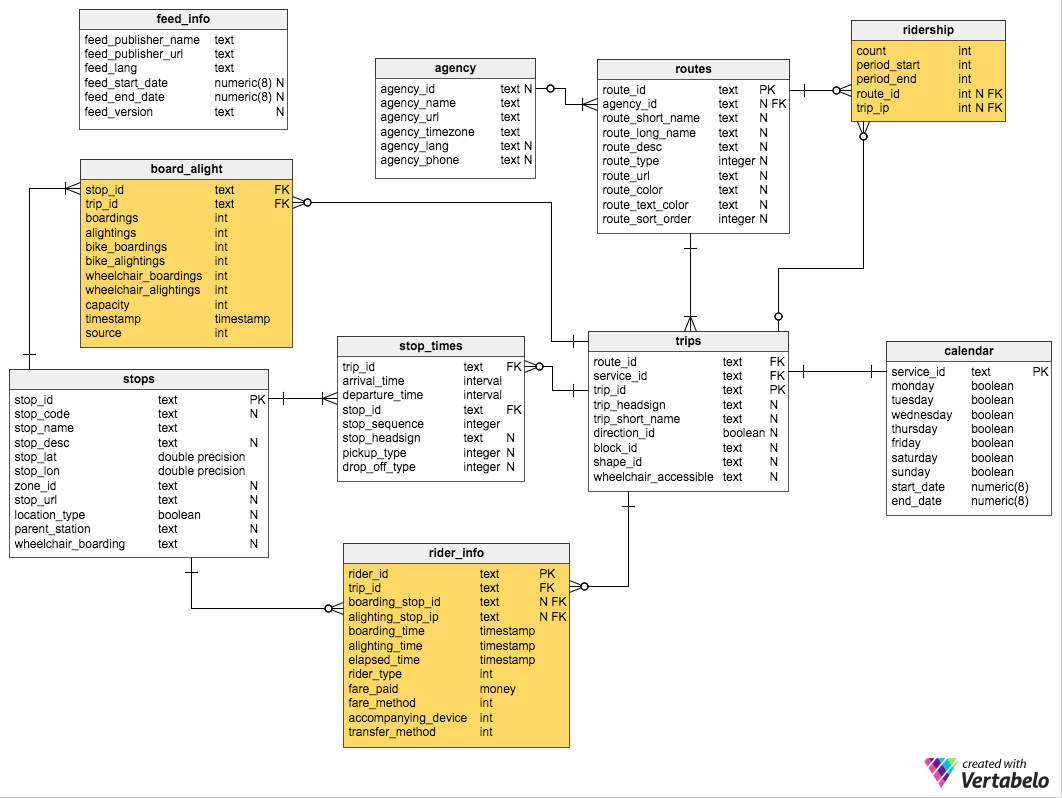 feed_info
feed_publisher_name text
feed_publisher_url text
feed_lang text
feed_start_date numeric(8) N
feed_end_date numeric(8) N
feed_version text N
agency
agency_id text N
agency_name text
agency_url text
agency_timezone text
agency_lang text N
agency_phone text N
routes
route_id text PK
agency_id text N FK
route_short_name text N
route_long_name text N
route_desc text N
route_type integer N
route_url text N
route_color text N
route_text_color text N
route_sort_order integer N
ridership
count int
period_start int
period_end int
route_id int N FK
trip_ip int N FK
board_alight
stop_id text FK
trip_id text FK
boardings int
alightings int
bike_boardings int
bike_alightings int
wheelchair_boardings int
wheelchair_alightings int
capacity int
timestamp timestamp
source int
stops
stop_id text PK
stop_code text N
stop_name text
stop_desc text N
stop_lat double precision
stop_lon double precision
zone_id text N
stop_url text N
location_type boolean N
parent_station text N
wheelchair_boarding text N
stop_times
trip_id text FK
arrival_time interval
departure_time interval
stop_id text FK
stop_sequence integer
stop_headsign text N
pickup_type integer N
drop_off_type integer N
trips
route_id text FK
service_id text FK
trip_id text PK
trip_headsign text N
trip_short_name text N
direction_id boolean N
block_id text N
shape_id text N
wheelchair_accessible text N
calendar
service_id text PK
monday boolean
tuesday boolean
wednesday boolean
thursday boolean
friday boolean
saturday boolean
sunday boolean
start_date numeric(8)
end_date numeric(8)
rider_info
rider_id text PK
trip_id text FK
boarding_stop_id text N FK
alighting_stop_ip text N FK
boarding_time timestamp
alighting_time timestamp
elapsed_time timestamp
rider_type int
fare_paid money
fare_method int
accompanying_device int
transfer_method int
created with
Vertabelo